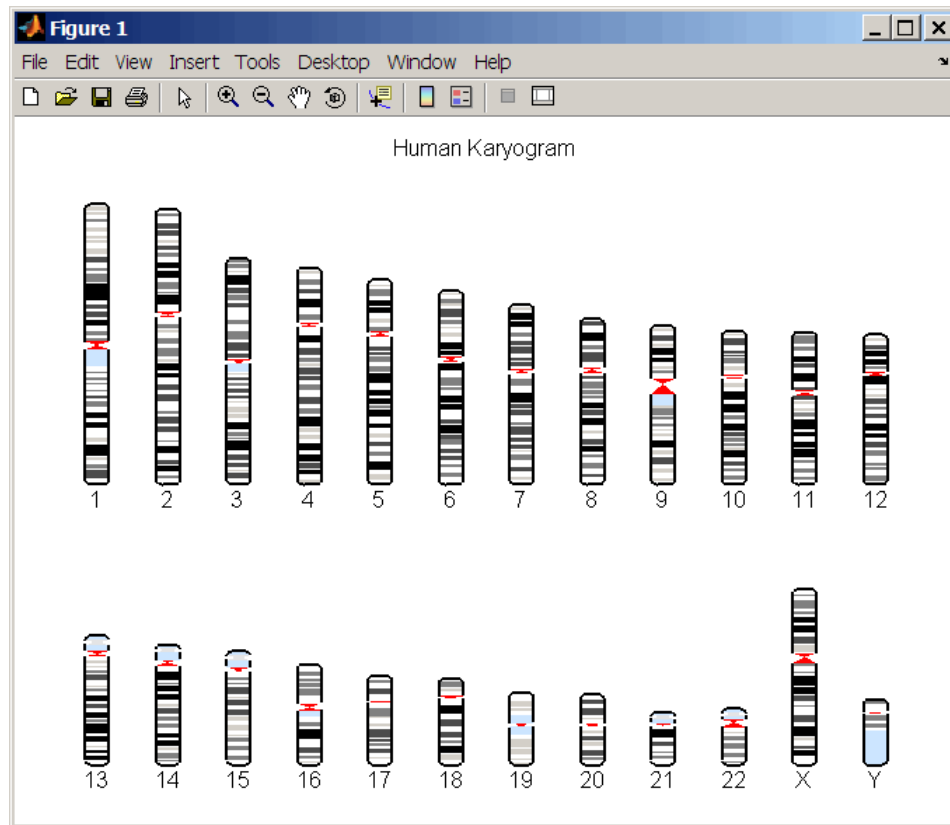 Figure 1
File Edit View Insert Tools Desktop Window Help
Human Karyogram
1 2 3 4 5 6 7 8 9 10 11 12
13 14 15 16 17 18 19 20 21 22 X Y